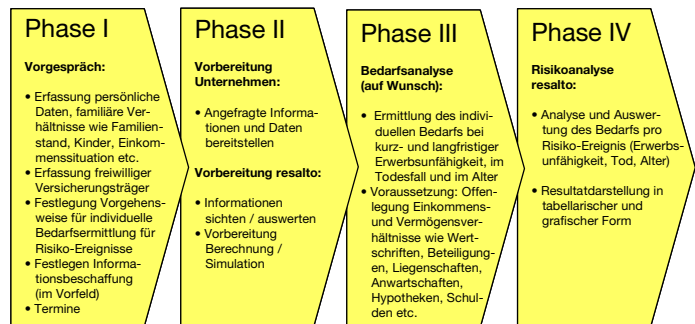 Phase I
Vorgespräch:
• Erfassung persönliche
Daten, familiäre Ver-
hältnisse wie Familien-
stand, Kinder, Einkom-
menssituation etc.
• Erfassung freiwilliger
Versicherungsträger
• Festlegung Vorgehens-
weise für individuelle
Bedarfsermittlung für
Risiko-Ereignisse
• Festlegen Informa-
tionsbeschaffung
(im Vorfeld)
• Termine
Phase II
Vorbereitung
Unternehmen:
• Angefragte Informa-
tionen und Daten
bereitstellen
Vorbereitung resalto:
• Informationen
sichten / auswerten
• Vorbereitung
Berechnung /
Simulation
Phase III
Bedarfsanalyse
(auf Wunsch):
• Ermittlung des indivi-
duellen Bedarfs bei
kurz- und langfristiger
Erwerbsunfähigkeit, im
Todesfall und im Alter
• Voraussetzung: Offen-
legung Einkommens-
und Vermögensver-
hältnisse wie Wert-
schriften, Beteiligung-
en, Liegenschaften,
Anwartschaften,
Hypotheken, Schul-
den etc.
Phase IV
Risikoanalyse
resalto:
• Analyse und Auswer-
tung des Bedarfs pro
Risiko-Ereignis (Erwerbs-
unfähigkeit, Tod, Alter)
• Resultatdarstellung in
tabellarischer und
grafischer Form